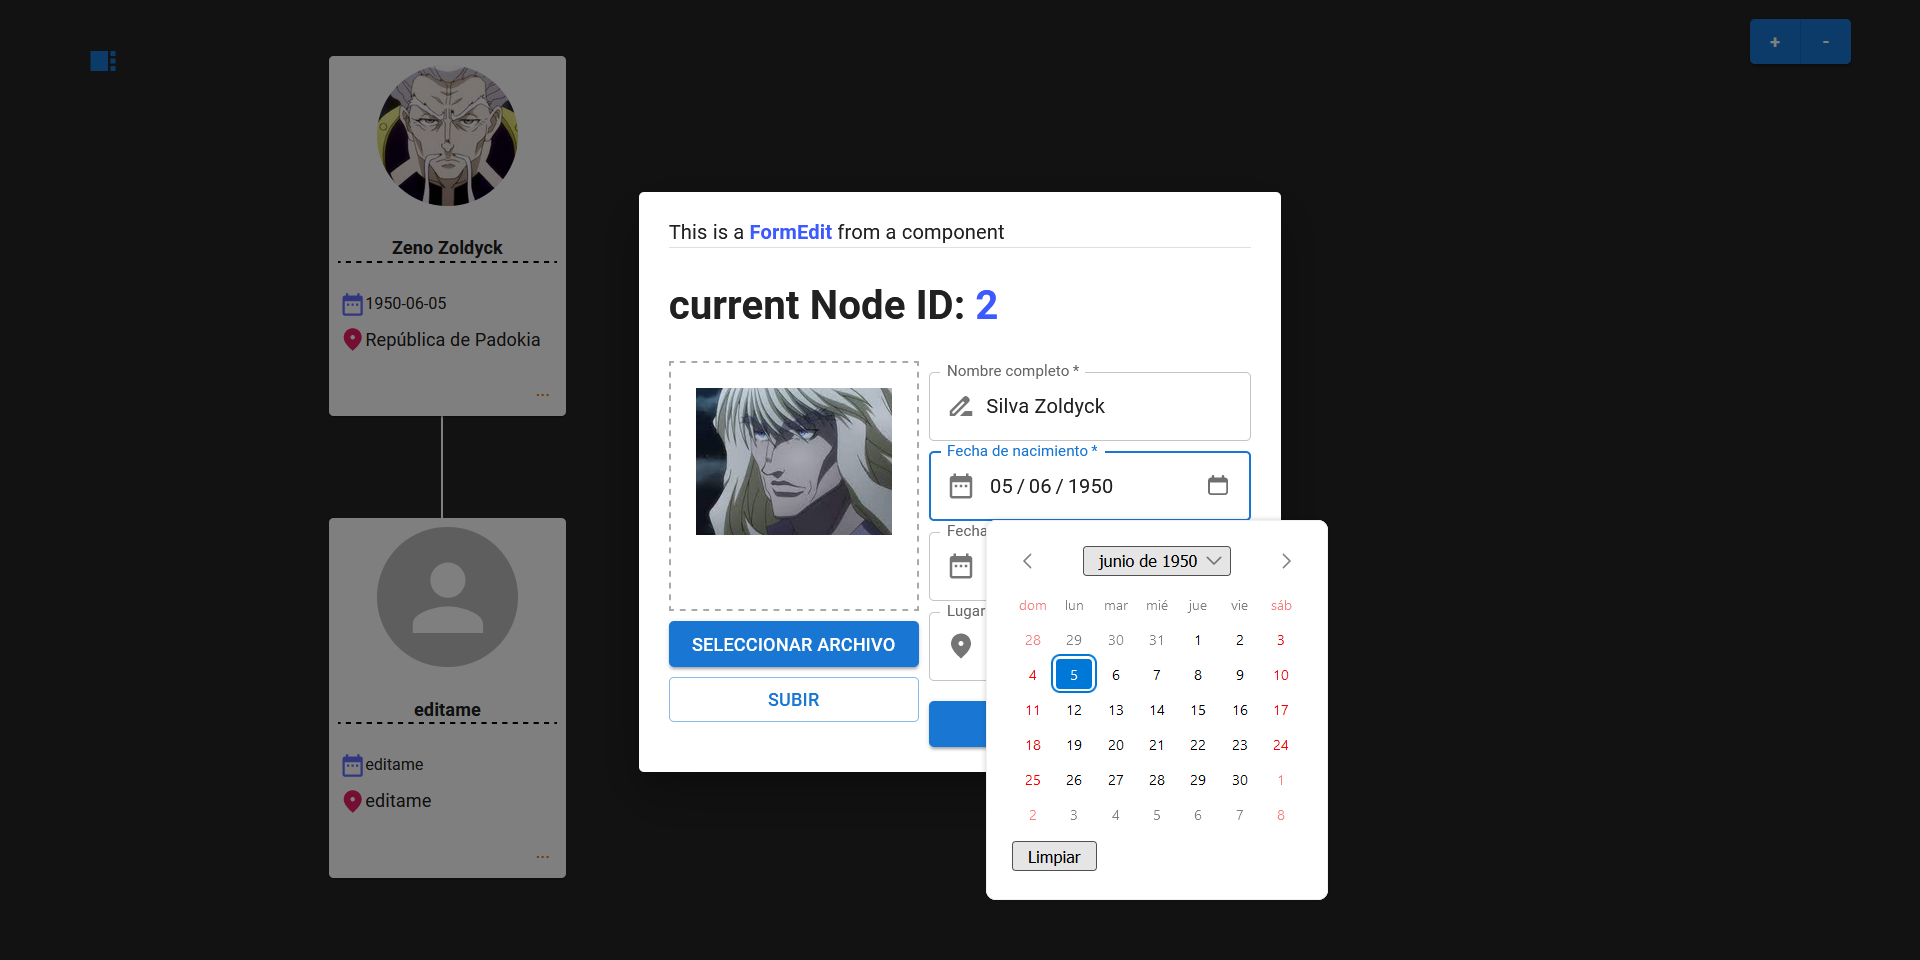 + -
Zeno Zoldyck
1950-06-05
República de Padokia
...
editame
editame
editame
...
This is a FormEdit from a component
current Node ID: 2
SELECCIONAR ARCHIVO
SUBIR
Nombre completo *
Silva Zoldyck
Fecha de nacimiento *
05 / 06 / 1950
Fecha
Lugar
junio de 1950
dom lun mar mié jue vie sáb
28 29 30 31 1 2 3
4 5 6 7 8 9 10
11 12 13 14 15 16 17
18 19 20 21 22 23 24
25 26 27 28 29 30 1
2 3 4 5 6 7 8
Limpiar